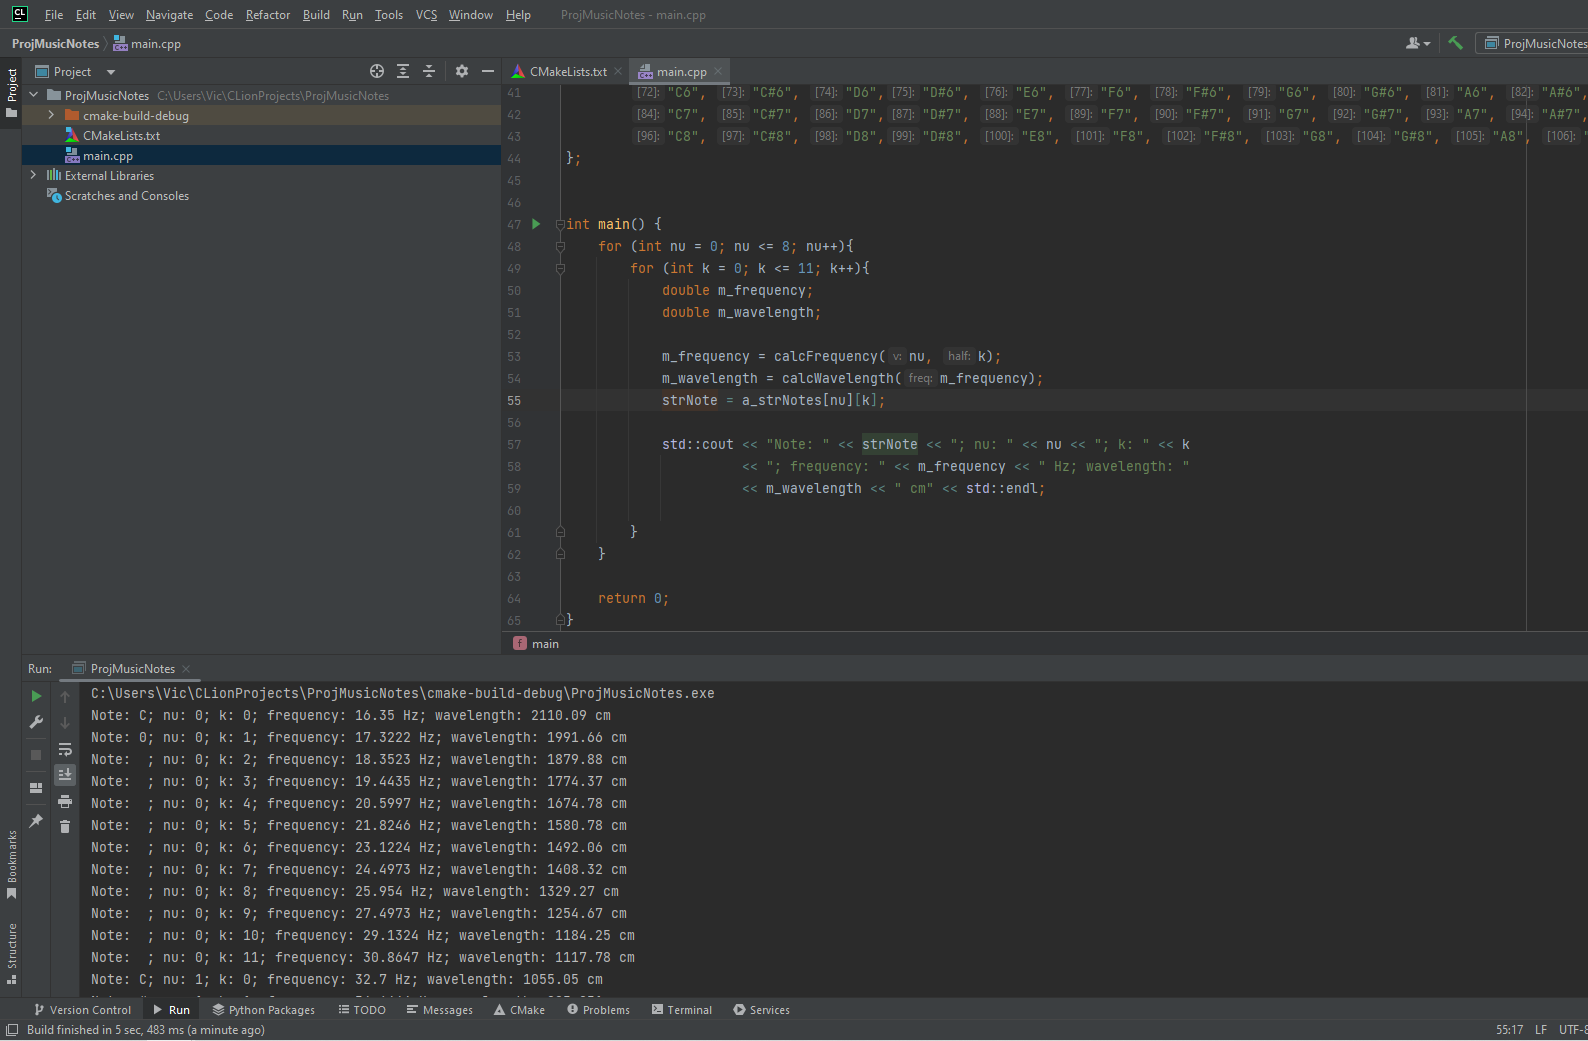 CL File Edit View Navigate Code Refactor Build Run Tools VCS Window Help ProjMusicNotes - main.cpp
ProjMusicNotes main.cpp ProjMusicNotes
Project
Project
ProjMusicNotes C:\Users\Vic\CLionProjects\ProjMusicNotes
cmake-build-debug
CMakeLists.txt
main.cpp
External Libraries
Scratches and Consoles
CMakeLists.txt main.cpp
41 [72]: "C6", [73]: "C#6", [74]: "D6", [75]: "D#6", [76]: "E6", [77]: "F6", [78]: "F#6", [79]: "G6", [80]: "G#6", [81]: "A6", [82]: "A#6",
42 [84]: "C7", [85]: "C#7", [86]: "D7", [87]: "D#7", [88]: "E7", [89]: "F7", [90]: "F#7", [91]: "G7", [92]: "G#7", [93]: "A7", [94]: "A#7",
43 [96]: "C8", [97]: "C#8", [98]: "D8", [99]: "D#8", [100]: "E8", [101]: "F8", [102]: "F#8", [103]: "G8", [104]: "G#8", [105]: "A8", [106]: "
44 };
45
46
47 int main() {
48 for (int nu = 0; nu <= 8; nu++){
49 for (int k = 0; k <= 11; k++){
50 double m_frequency;
51 double m_wavelength;
52
53 m_frequency = calcFrequency( v: nu, half: k);
54 m_wavelength = calcWavelength( freq: m_frequency);
55 strNote = a_strNotes[nu][k];
56
57 std::cout << "Note: " << strNote << "; nu: " << nu << "; k: " << k
58 << "; frequency: " << m_frequency << " Hz; wavelength: "
59 << m_wavelength << " cm" << std::endl;
60
61 }
62 }
63
64 return 0;
65 }
f main
Run: ProjMusicNotes
C:\Users\Vic\CLionProjects\ProjMusicNotes\cmake-build-debug\ProjMusicNotes.exe
Note: C; nu: 0; k: 0; frequency: 16.35 Hz; wavelength: 2110.09 cm
Note: 0; nu: 0; k: 1; frequency: 17.3222 Hz; wavelength: 1991.66 cm
Note:  ; nu: 0; k: 2; frequency: 18.3523 Hz; wavelength: 1879.88 cm
Note:  ; nu: 0; k: 3; frequency: 19.4435 Hz; wavelength: 1774.37 cm
Note:  ; nu: 0; k: 4; frequency: 20.5997 Hz; wavelength: 1674.78 cm
Note:  ; nu: 0; k: 5; frequency: 21.8246 Hz; wavelength: 1580.78 cm
Note:  ; nu: 0; k: 6; frequency: 23.1224 Hz; wavelength: 1492.06 cm
Note:  ; nu: 0; k: 7; frequency: 24.4973 Hz; wavelength: 1408.32 cm
Note:  ; nu: 0; k: 8; frequency: 25.954 Hz; wavelength: 1329.27 cm
Note:  ; nu: 0; k: 9; frequency: 27.4973 Hz; wavelength: 1254.67 cm
Note:  ; nu: 0; k: 10; frequency: 29.1324 Hz; wavelength: 1184.25 cm
Note:  ; nu: 0; k: 11; frequency: 30.8647 Hz; wavelength: 1117.78 cm
Note: C; nu: 1; k: 0; frequency: 32.7 Hz; wavelength: 1055.05 cm
Bookmarks
Structure
Version Control Run Python Packages TODO Messages CMake Problems Terminal Services
Build finished in 5 sec, 483 ms (a minute ago) 55:17 LF UTF-8